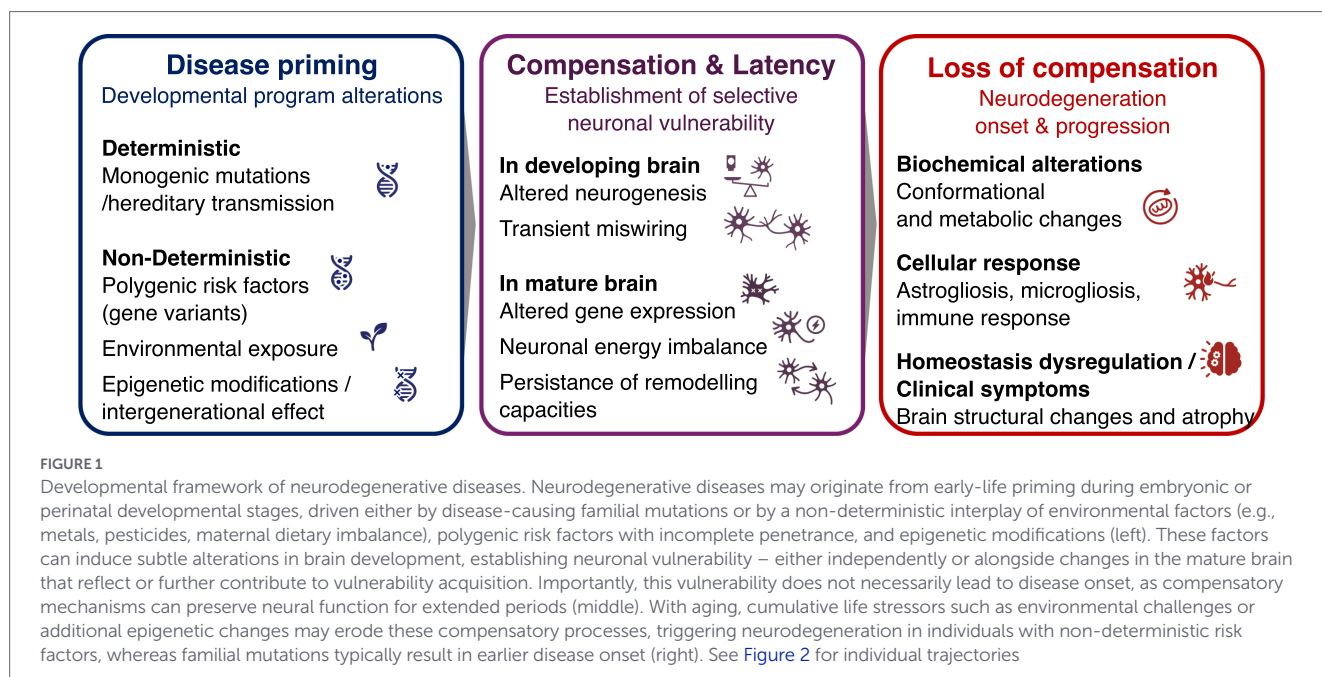 Disease priming
Developmental program alterations
Deterministic
Monogenic mutations
/hereditary transmission
Non-Deterministic
Polygenic risk factors
(gene variants)
Environmental exposure
Epigenetic modifications /
intergenerational effect
Compensation & Latency
Establishment of selective
neuronal vulnerability
In developing brain
Altered neurogenesis
Transient miswiring
In mature brain
Altered gene expression
Neuronal energy imbalance
Persistance of remodelling
capacities
Loss of compensation
Neurodegeneration
onset & progression
Biochemical alterations
Conformational
and metabolic changes
Cellular response
Astrogliosis, microgliosis,
immune response
Homeostasis dysregulation /
Clinical symptoms
Brain structural changes and atrophy
FIGURE 1
Developmental framework of neurodegenerative diseases. Neurodegenerative diseases may originate from early-life priming during embryonic or
perinatal developmental stages, driven either by disease-causing familial mutations or by a non-deterministic interplay of environmental factors (e.g.,
metals, pesticides, maternal dietary imbalance), polygenic risk factors with incomplete penetrance, and epigenetic modifications (left). These factors
can induce subtle alterations in brain development, establishing neuronal vulnerability – either independently or alongside changes in the mature brain
that reflect or further contribute to vulnerability acquisition. Importantly, this vulnerability does not necessarily lead to disease onset, as compensatory
mechanisms can preserve neural function for extended periods (middle). With aging, cumulative life stressors such as environmental challenges or
additional epigenetic changes may erode these compensatory processes, triggering neurodegeneration in individuals with non-deterministic risk
factors, whereas familial mutations typically result in earlier disease onset (right). See Figure 2 for individual trajectories